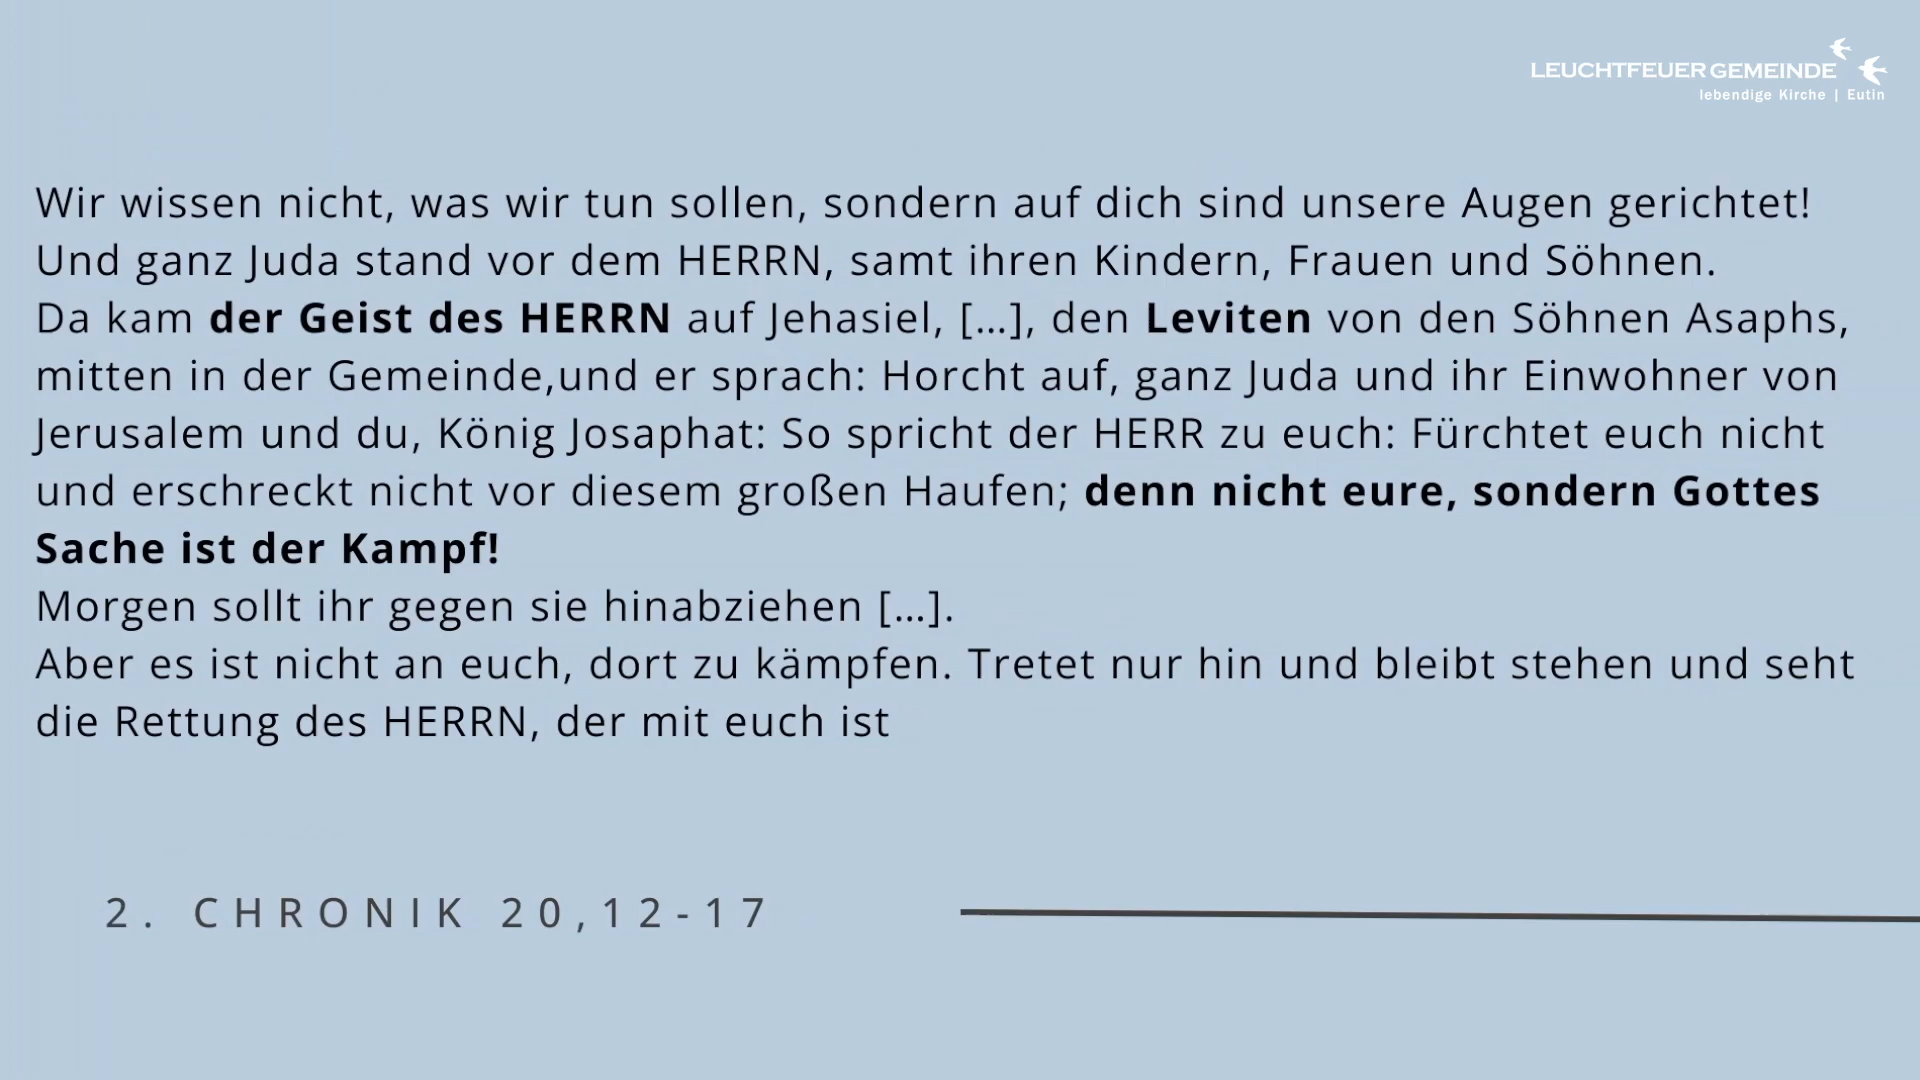 LEUCHTFEUER GEMEINDE
lebendige Kirche | Eutin
Wir wissen nicht, was wir tun sollen, sondern auf dich sind unsere Augen gerichtet!
Und ganz Juda stand vor dem HERRN, samt ihren Kindern, Frauen und Söhnen.
Da kam der Geist des HERRN auf Jehasiel, [...], den Leviten von den Söhnen Asaphs,
mitten in der Gemeinde,und er sprach: Horcht auf, ganz Juda und ihr Einwohner von
Jerusalem und du, König Josaphat: So spricht der HERR zu euch: Fürchtet euch nicht
und erschreckt nicht vor diesem großen Haufen; denn nicht eure, sondern Gottes
Sache ist der Kampf!
Morgen sollt ihr gegen sie hinabziehen [...].
Aber es ist nicht an euch, dort zu kämpfen. Tretet nur hin und bleibt stehen und seht
die Rettung des HERRN, der mit euch ist
2. CHRONIK 20,12-17